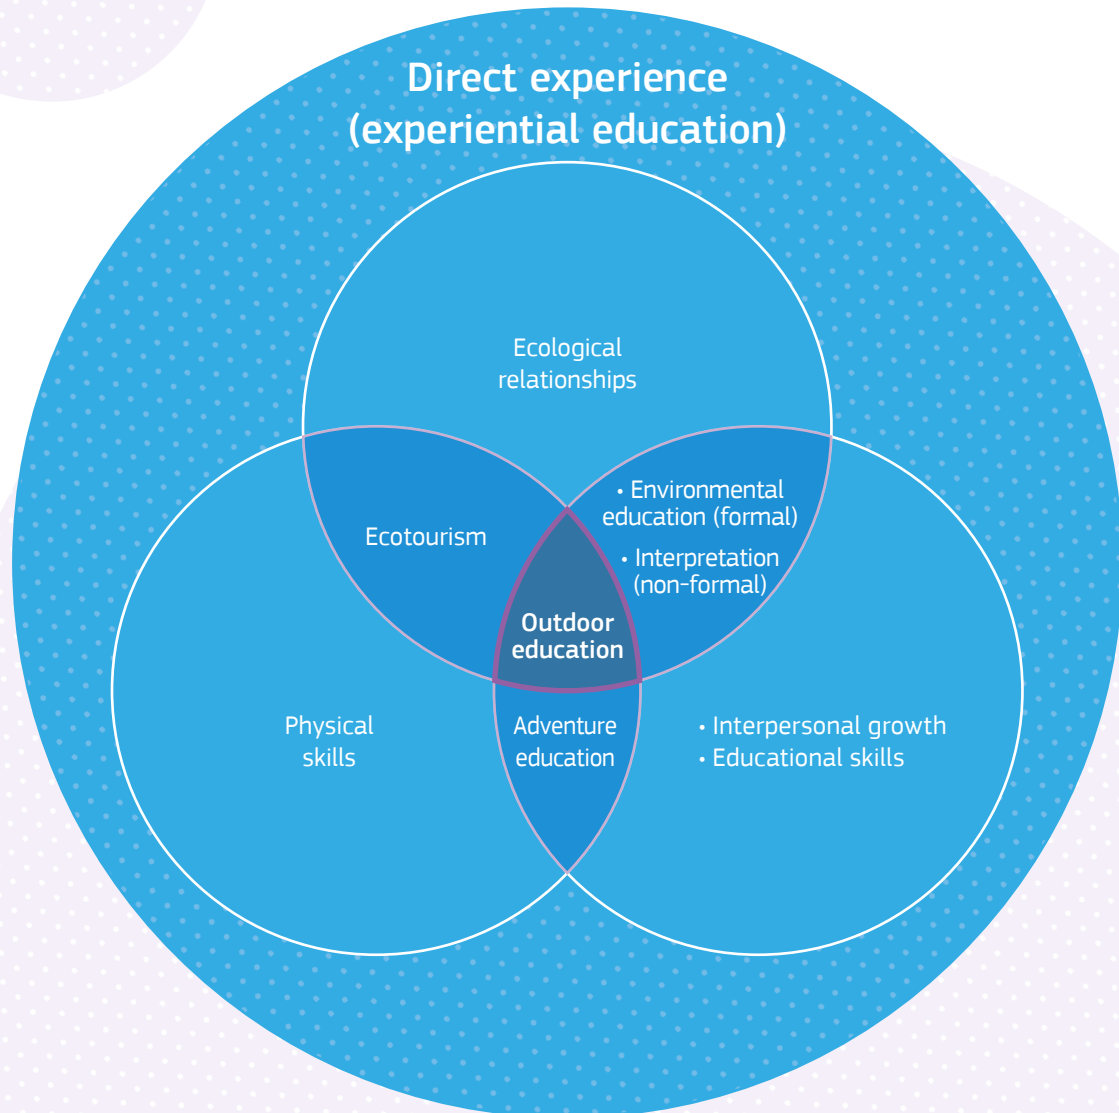 Direct experience
(experiential education)
Ecological
relationships
Ecotourism
• Environmental
education (formal)
• Interpretation
(non-formal)
Outdoor
education
Physical
skills
Adventure
education
• Interpersonal growth
• Educational skills